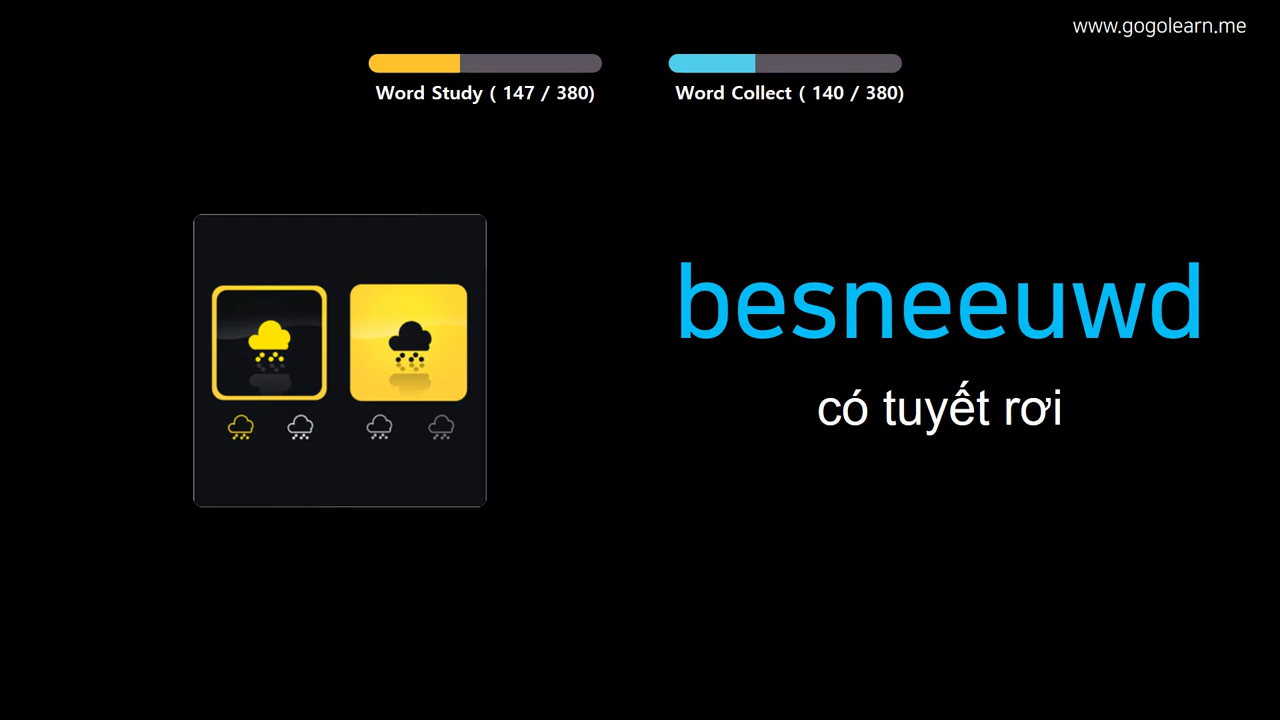 www.gogolearn.me
Word Study ( 147 / 380)
Word Collect ( 140 / 380)
besneeuwd
có tuyết rơi